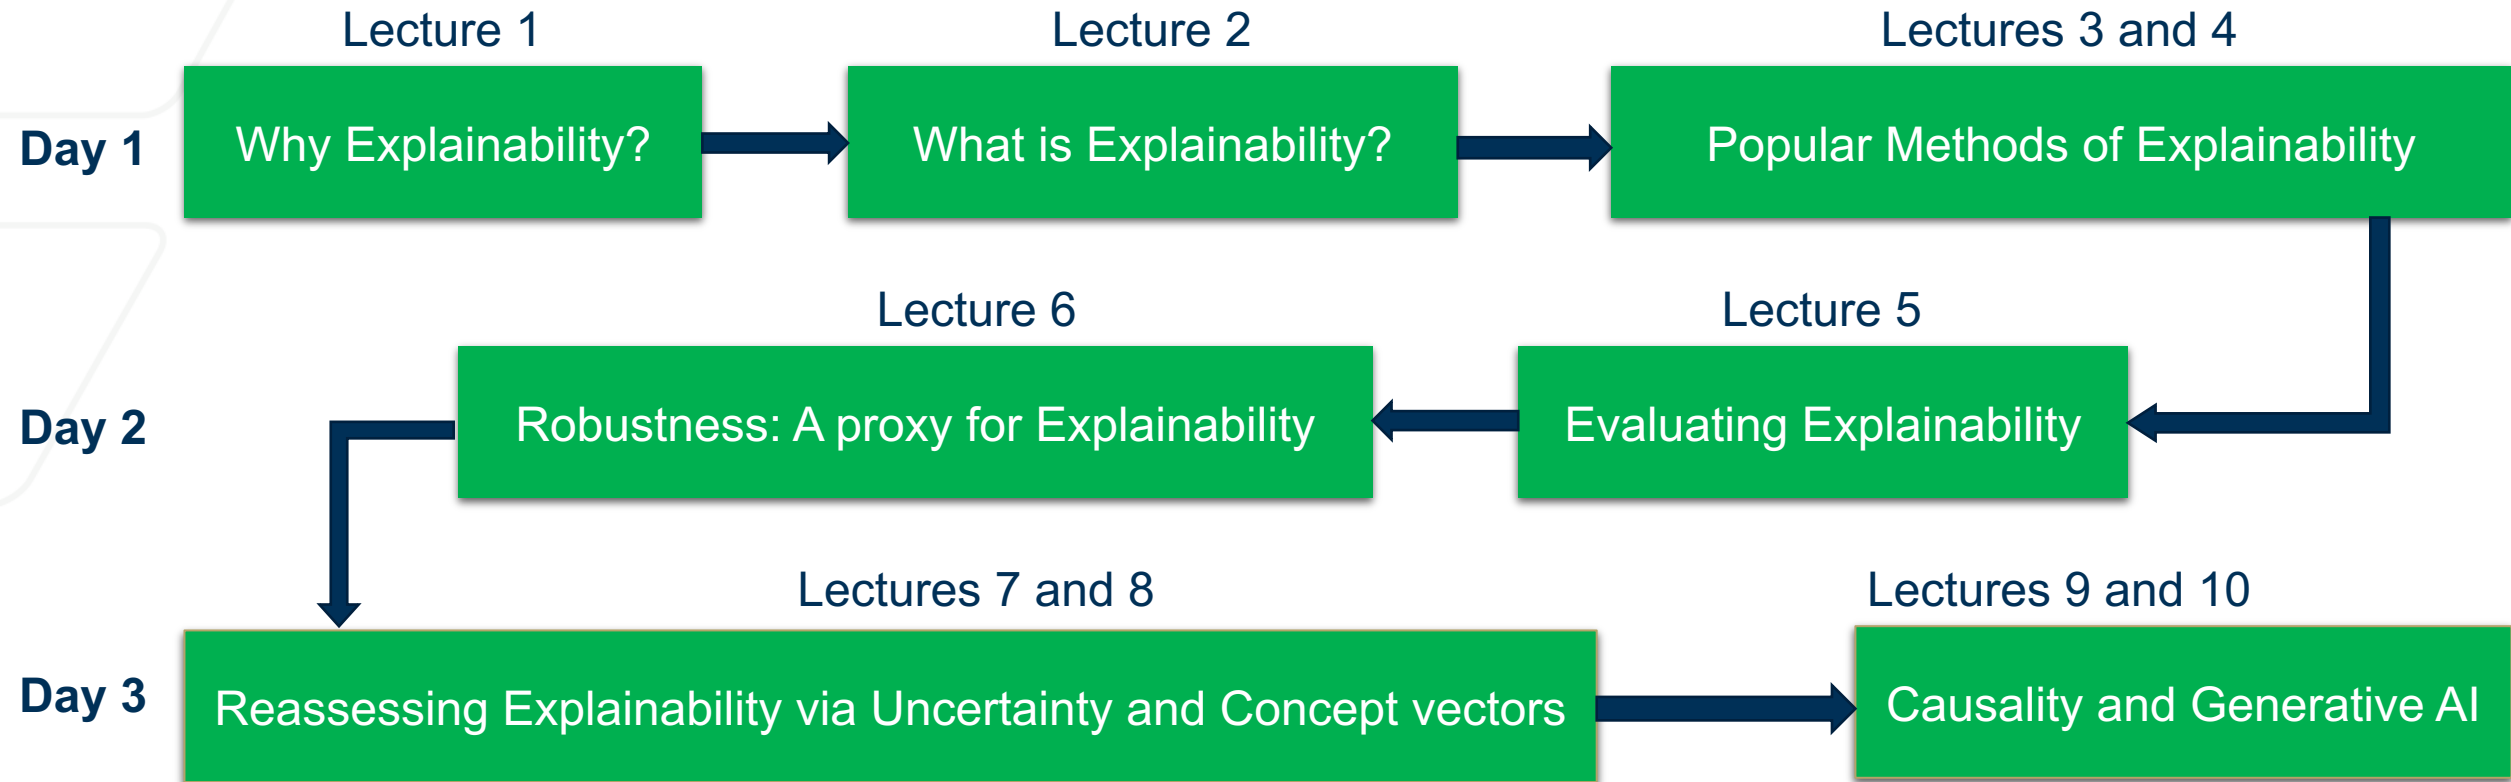 Lecture 1
Lecture 2
Lectures 3 and 4
Day 1
Why Explainability?
What is Explainability?
Popular Methods of Explainability
Lecture 6
Lecture 5
Day 2
Robustness: A proxy for Explainability
Evaluating Explainability
Lectures 7 and 8
Lectures 9 and 10
Day 3
Reassessing Explainability via Uncertainty and Concept vectors
Causality and Generative AI